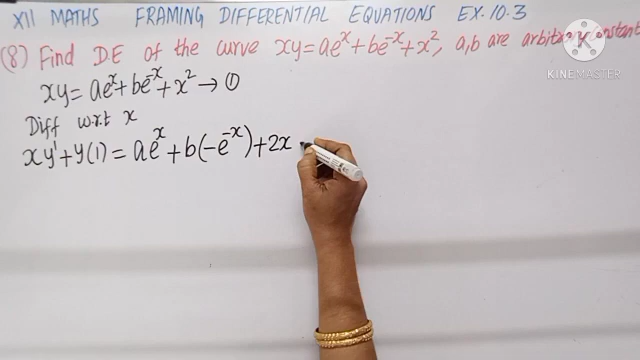 XII MATHS FRAMING DIFFERENTIAL EQUATIONS EX.10.3
(8) Find D.E of the curve xy = ae^x + be^-x + x^2, a,b are arbitrary constant
KINEMASTER
xy = ae^x + be^-x + x^2 → ①
Diff w.r.t x
xy' + y(1) = ae^x + b(-e^-x) + 2x